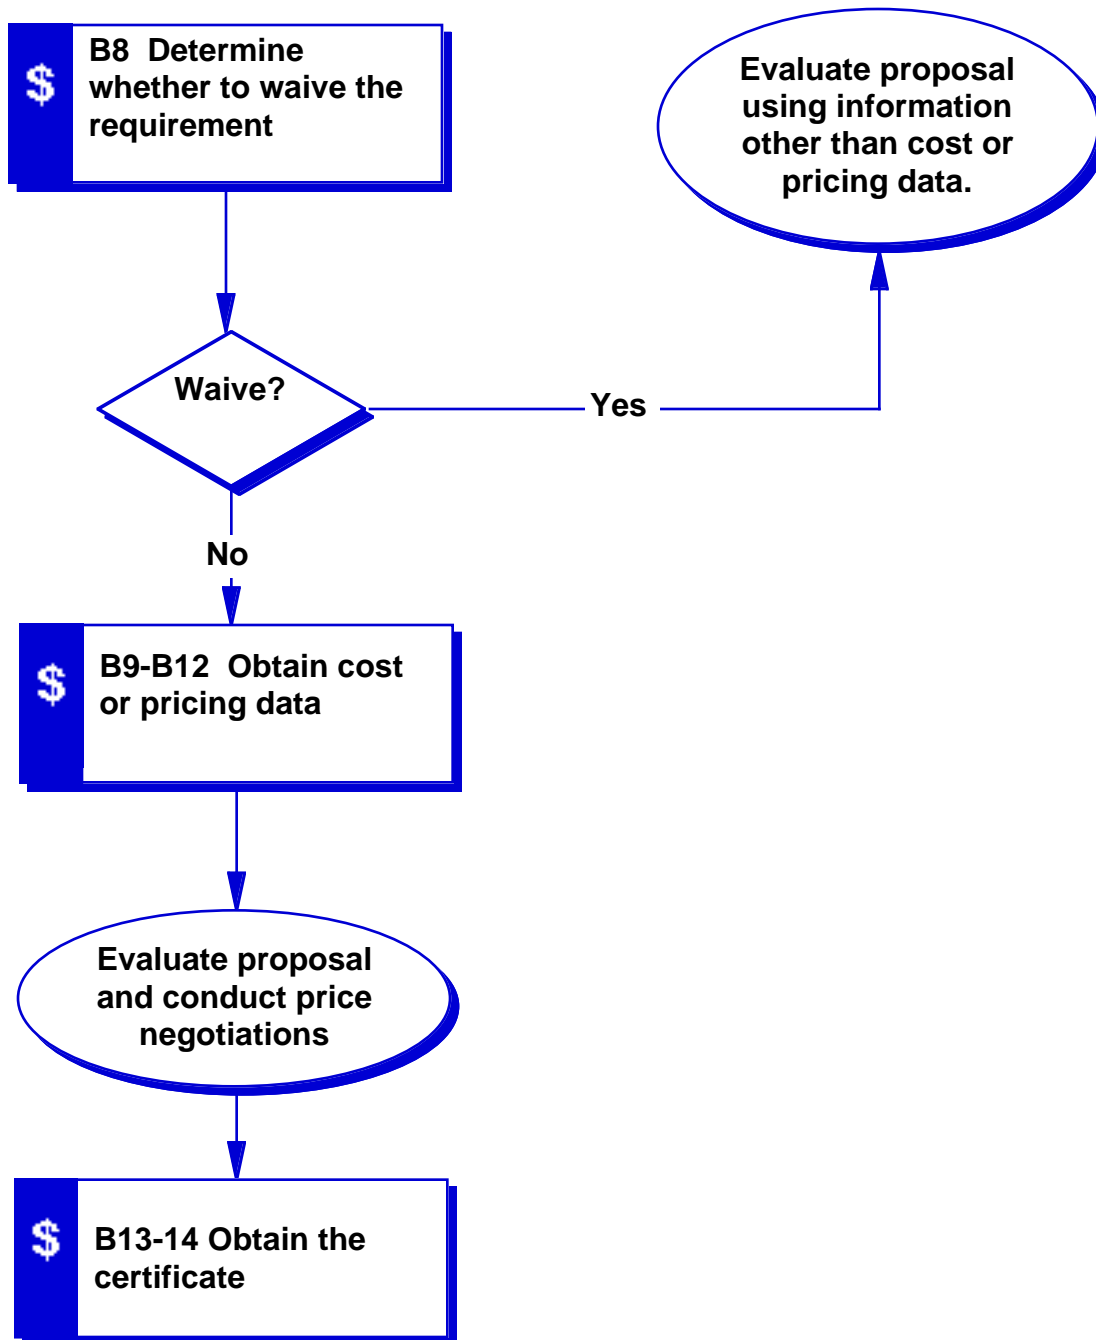 $
B8  Determine
whether to waive the
requirement
Evaluate proposal
using information
other than cost or
pricing data.
Waive?
Yes
No
$
B9-B12  Obtain cost
or pricing data
Evaluate proposal
and conduct price
negotiations
$
B13-14 Obtain the
certificate